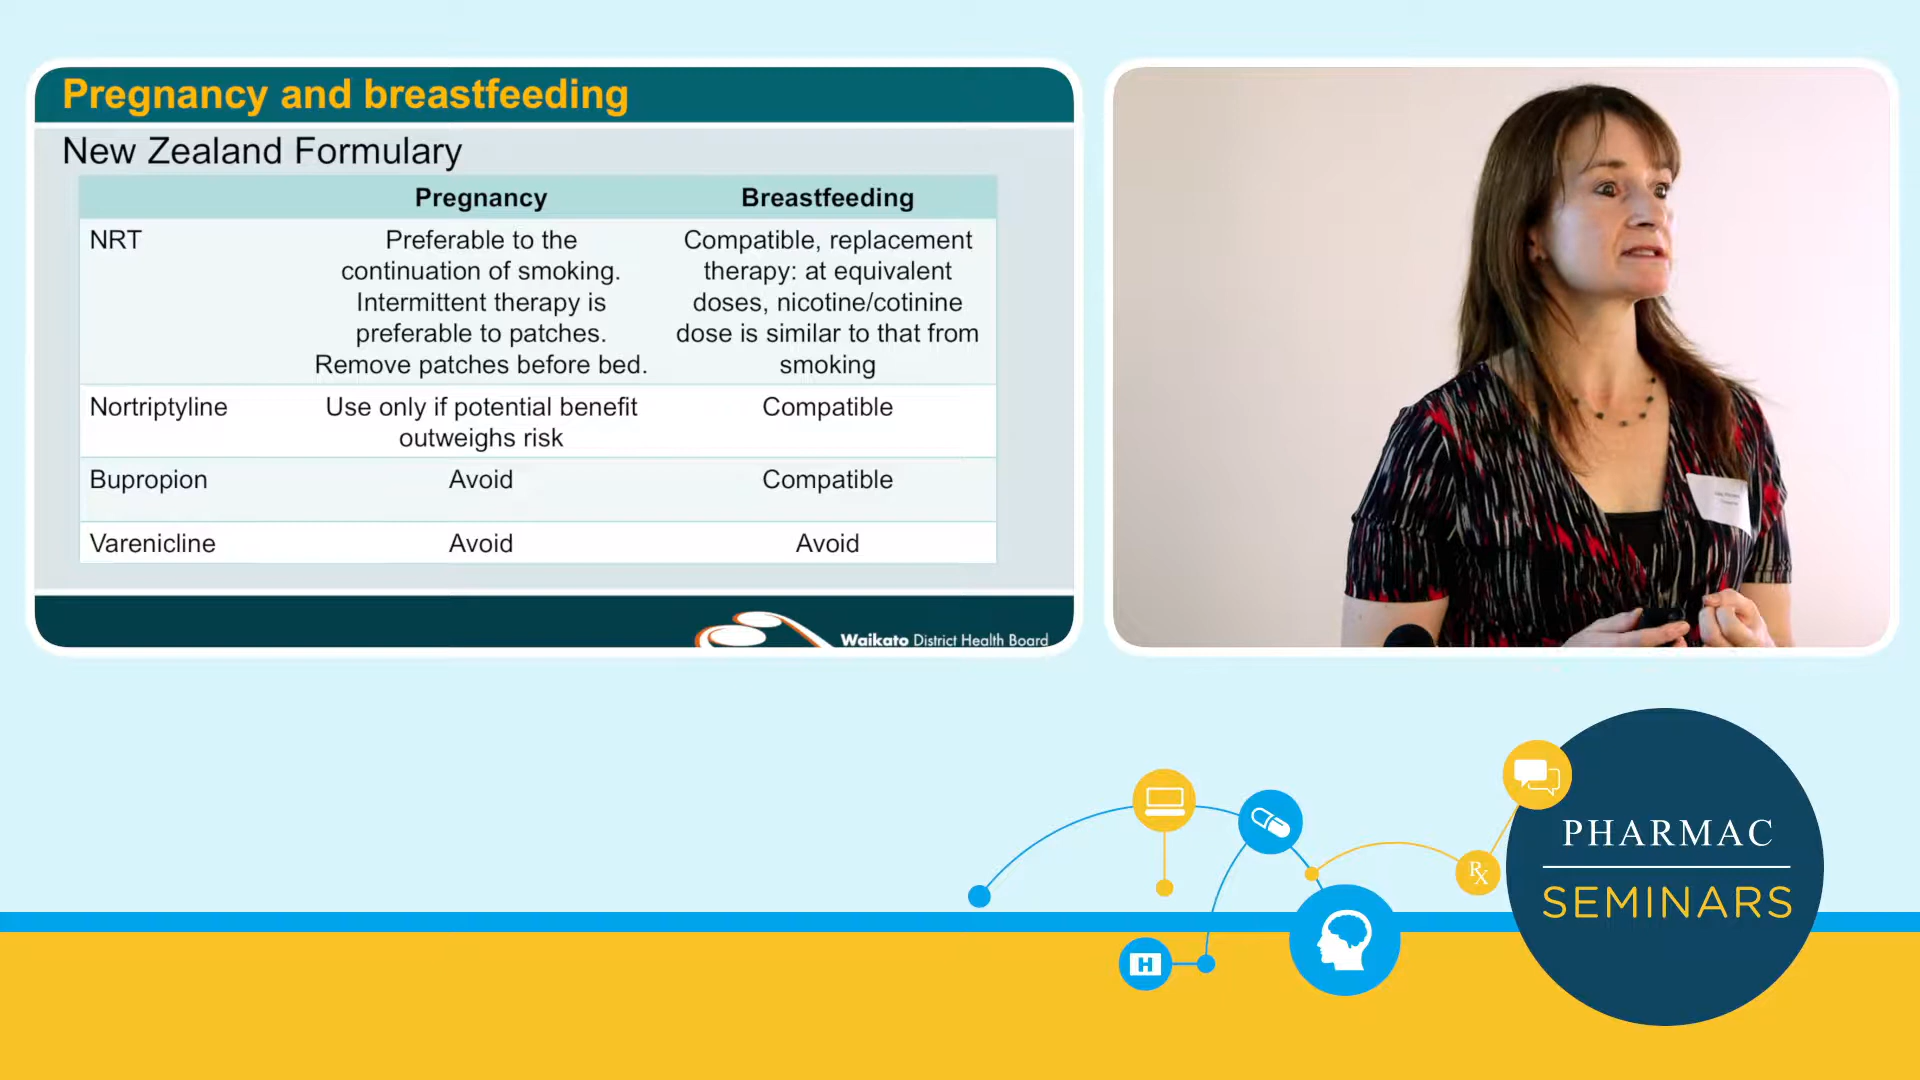 Pregnancy and breastfeeding
New Zealand Formulary
Pregnancy Breastfeeding
NRT
Preferable to the
continuation of smoking.
Intermittent therapy is
preferable to patches.
Remove patches before bed.
Compatible, replacement
therapy: at equivalent
doses, nicotine/cotinine
dose is similar to that from
smoking
Nortriptyline
Use only if potential benefit
outweighs risk
Compatible
Bupropion Avoid Compatible
Varenicline Avoid Avoid
Waikato District Health Board
H
Rx
PHARMAC
SEMINARS